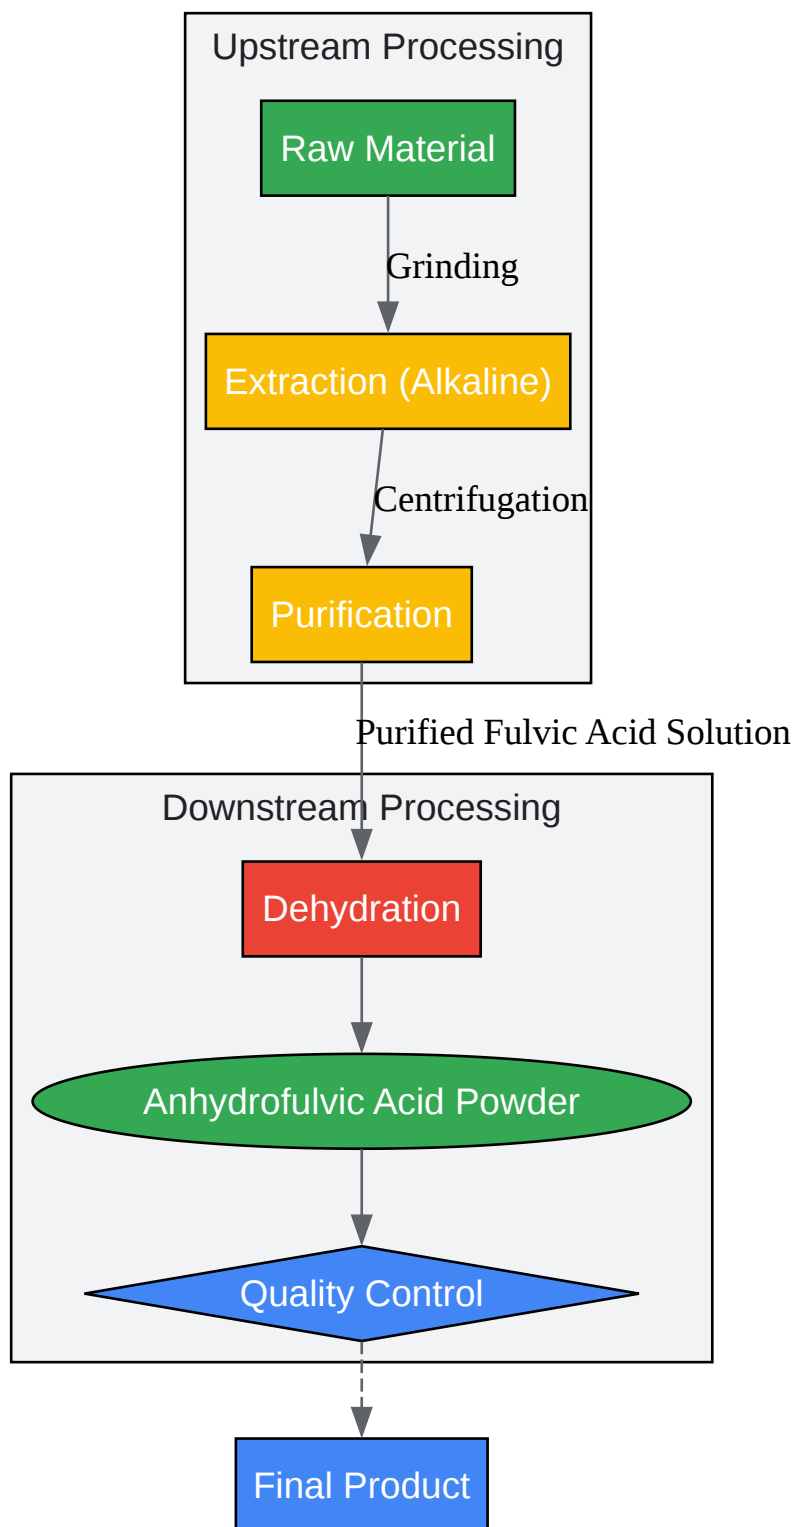 Upstream Processing
Raw Material
Grinding
Extraction (Alkaline)
Centrifugation
Purification
Purified Fulvic Acid Solution
Downstream Processing
Dehydration
Anhydrofulvic Acid Powder
Quality Control
Final Product